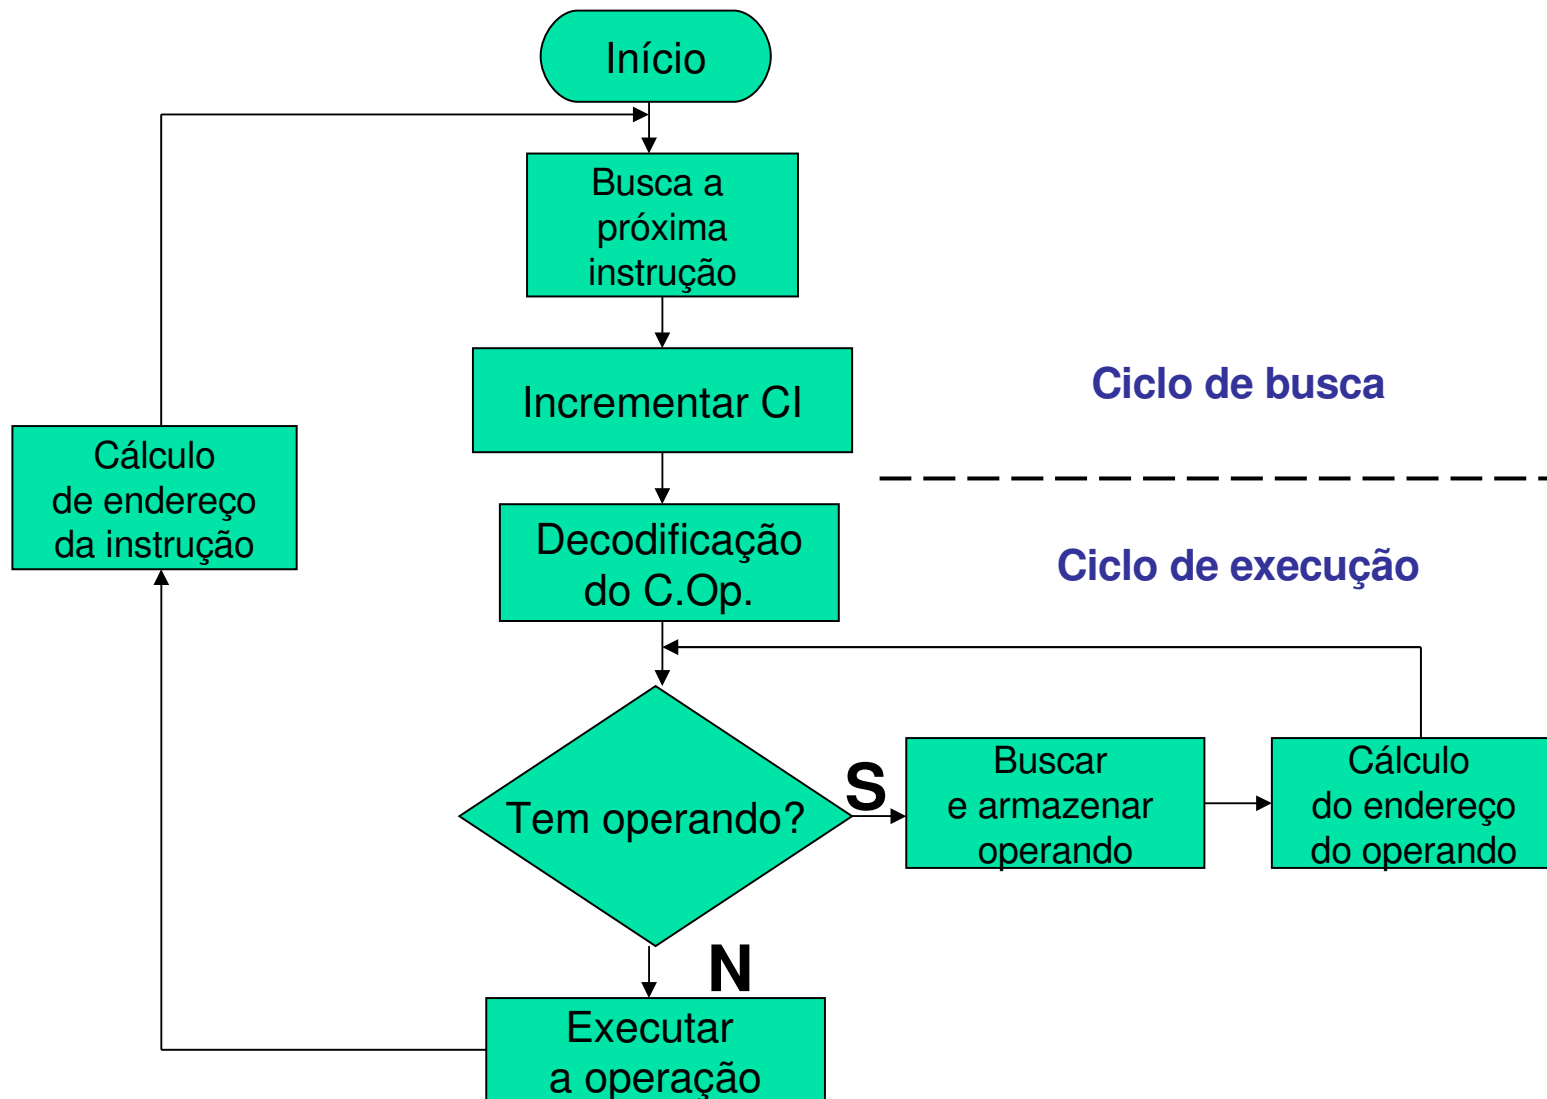 Início
Busca a
próxima
instrução
Incrementar CI
Ciclo de busca
Cálculo
de endereço
da instrução
Decodificação
do C.Op.
Ciclo de execução
Tem operando?
S
Buscar
e armazenar
operando
Cálculo
do endereço
do operando
N
Executar
a operação